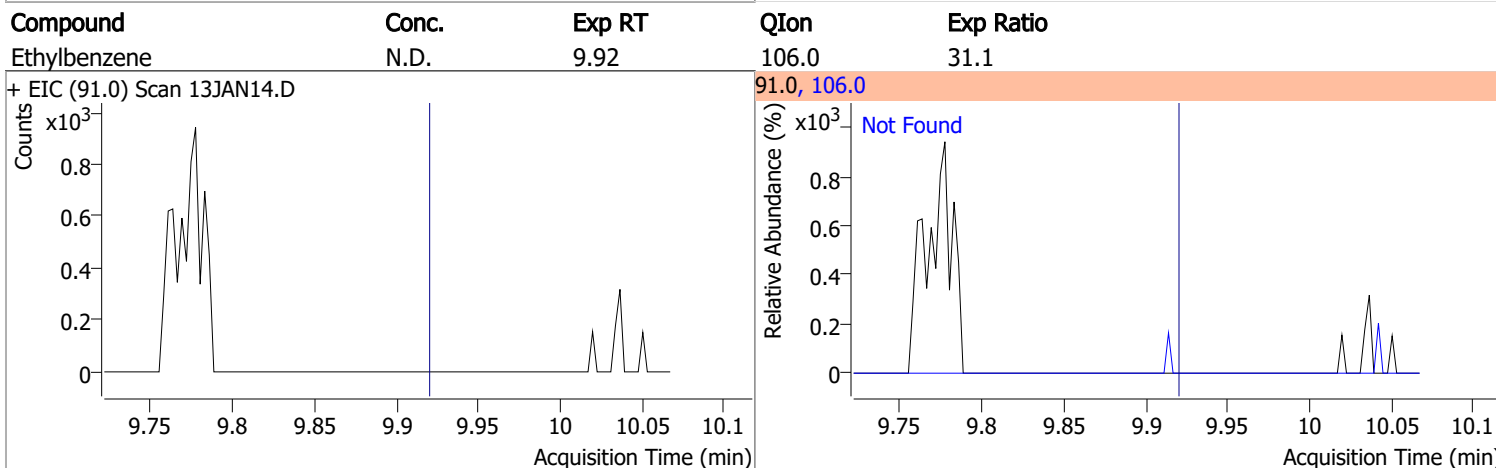 Compound Conc. Exp RT QIon Exp Ratio
Ethylbenzene N.D. 9.92 106.0 31.1
+ EIC (91.0) Scan 13JAN14.D
Counts
x10³
0.8
0.6
0.4
0.2
0
9.75 9.8 9.85 9.9 9.95 10 10.05 10.1
Acquisition Time (min)
91.0, 106.0
Relative Abundance (%)
x10³
Not Found
0.8
0.6
0.4
0.2
0
9.75 9.8 9.85 9.9 9.95 10 10.05 10.1
Acquisition Time (min)